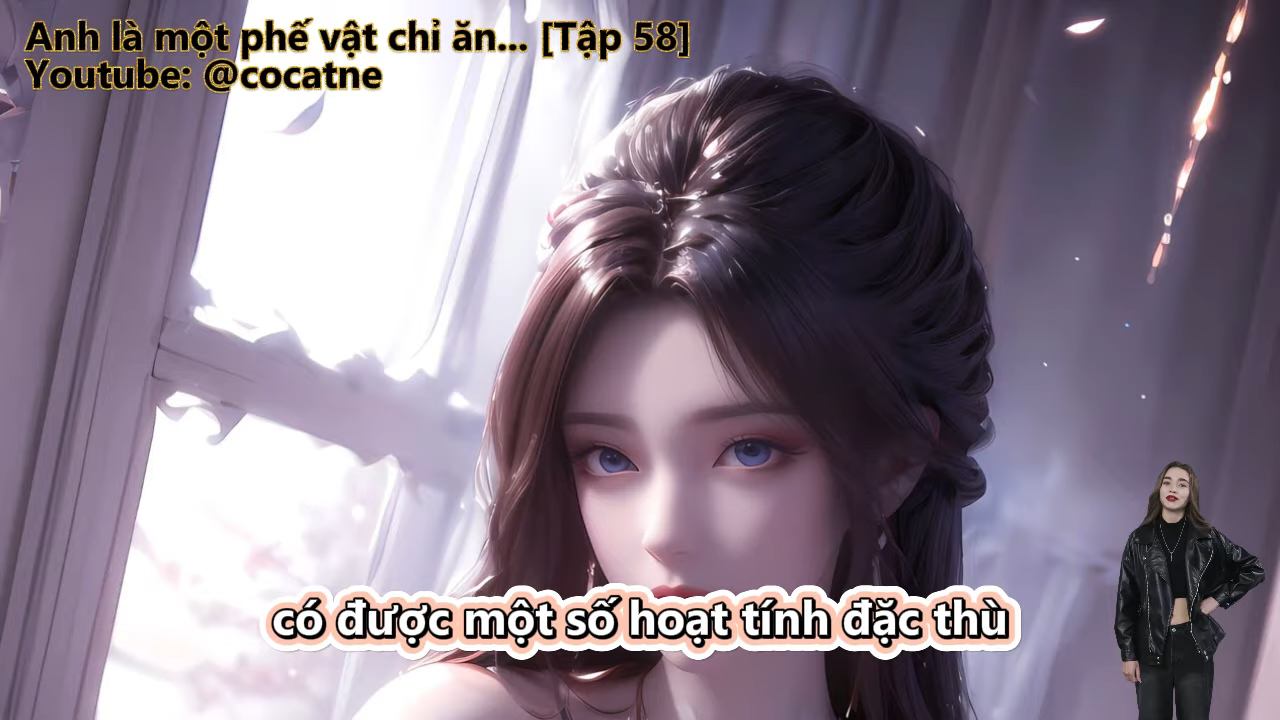 Anh là một phế vật chỉ ăn... [Tập 58]
Youtube: @cocatne
có được một số hoạt tính đặc thù